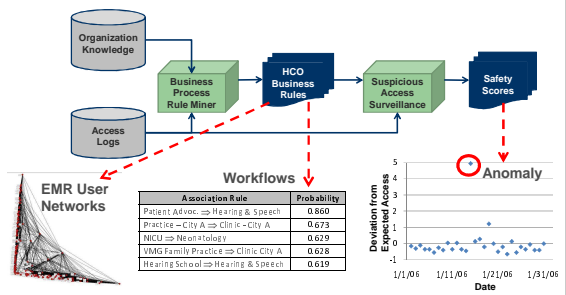 Organization
Knowledge
Business
Process
Rule Miner
HCO
Business
Rules
Suspicious
Access
Surveillance
Safety
Scores
Access
Logs
EMR User
Networks
Workflows
Association Rule Probability
Patient Advoc. ⇒ Hearing & Speech 0.860
Practice – City A ⇒ Clinic - City A 0.673
NICU ⇒ Neonatology 0.629
VMG Family Practice ⇒ Clinic City A 0.628
Hearing School ⇒ Hearing & Speech 0.619
Anomaly
Deviation from
Expected Access
5
4
3
2
1
0
-1
1/1/06 1/11/06 1/21/06 1/31/06
Date